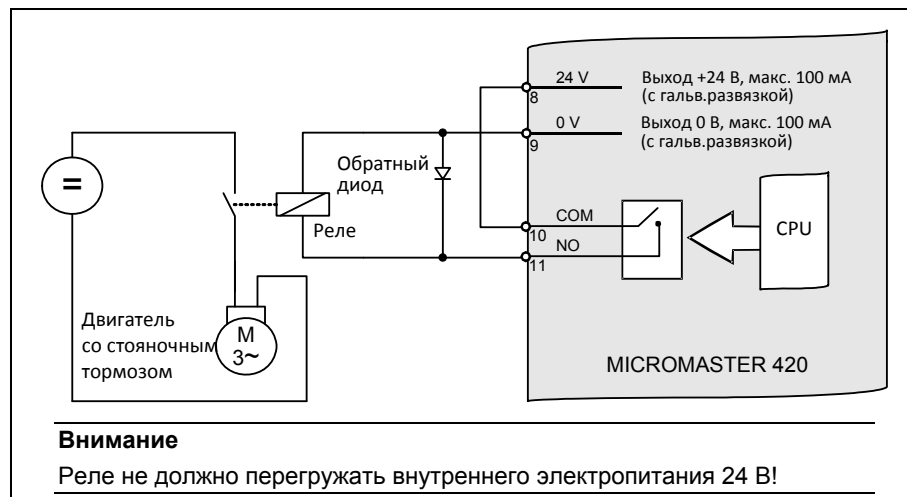 24 V
8
Выход +24 В, макс. 100 мА
(с гальв.развязкой)
0 V
9
Выход 0 В, макс. 100 мА
(с гальв.развязкой)
Обратный
диод
=
Реле
COM
10
NO
11
CPU
Двигатель
со стояночным
тормозом
M
3~
MICROMASTER 420
Внимание
Реле не должно перегружать внутреннего электропитания 24 В!